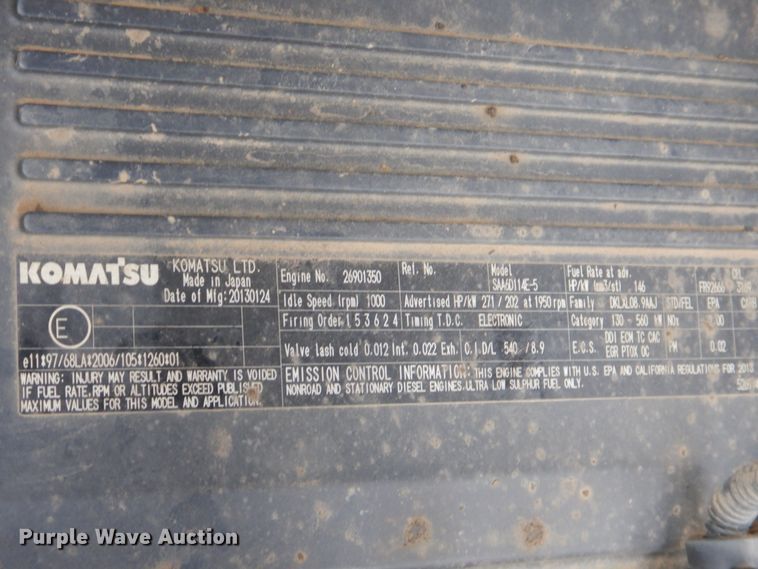 KOMATSU
KOMATSU LTD.
Made in Japan
Date of Mfg: 20130124
E
e11*97/68LA*2006/105*1260*01
WARNING: INJURY MAY RESULT AND WARRANTY IS VOIDED
IF FUEL RATE.RPM OR ALTITUDES EXCEED PUBLISHED
MAXIMUM VALUES FOR THIS MODEL AND APPLICATION.
Engine No. 26901350 Ref. No. Model SAA6D114E-5 Fuel Rate at adv. HP/kW (mm3/st) 146 FR92666
Idle Speed (rpm) 1000 Advertised HP/kW 271 / 202 at 1950 rpm Family DKLXL08.9AAJ STD/FEL EPA CARB
Firing Order 1 5 3 6 2 4 Timing T.D.C. ELECTRONIC Category 130 - 560 kW NOx
Valve lash cold 0.012 Int. 0.022 Exh. C.I.D/L 540 / 8.9 E.C.S. DDI ECM TC CAC EGR PTOX OC PM 0.02
EMISSION CONTROL INFORMATION: THIS ENGINE COMPLIES WITH U.S. EPA AND CALIFORNIA REGULATIONS FOR 2013
NONROAD AND STATIONARY DIESEL ENGINES. ULTRA LOW SULPHUR FUEL ONLY.
Purple Wave Auction